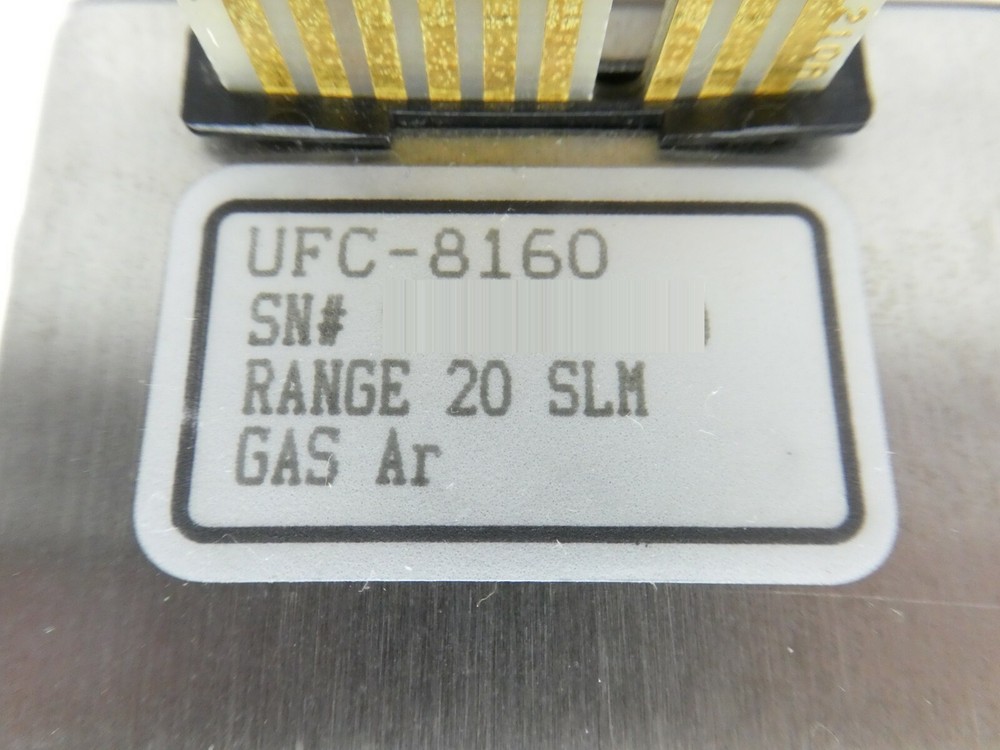 UFC-8160
SN#
RANGE 20 SLM
GAS Ar